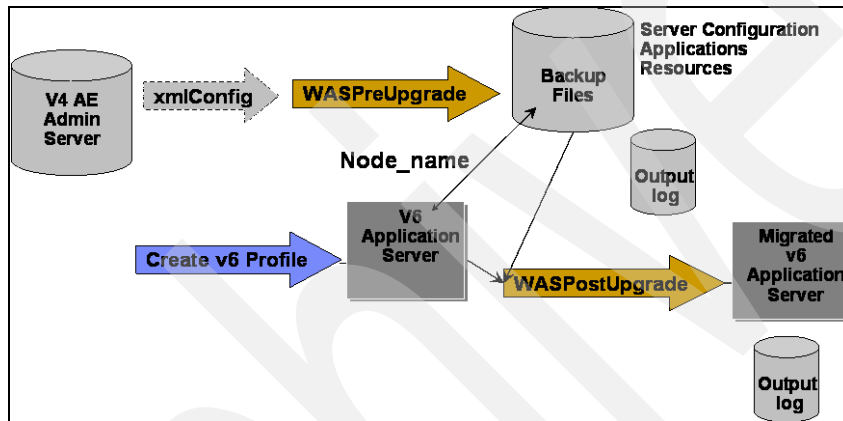 V4 AE
Admin
Server
xmlConfig
WASPreUpgrade
Backup
Files
Server Configuration
Applications
Resources
Output
log
Node_name
Create v6 Profile
V6
Application
Server
WASPostUpgrade
Migrated
v6
Application
Server
Output
log